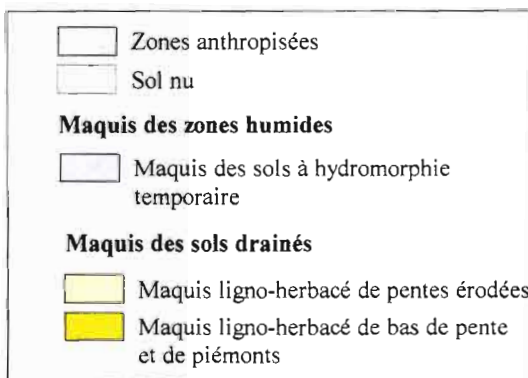 Zones anthropisées
Sol nu
Maquis des zones humides
Maquis des sols à hydromorphie
temporaire
Maquis des sols drainés
Maquis ligno-herbacé de pentes érodées
Maquis ligno-herbacé de bas de pente
et de piémonts